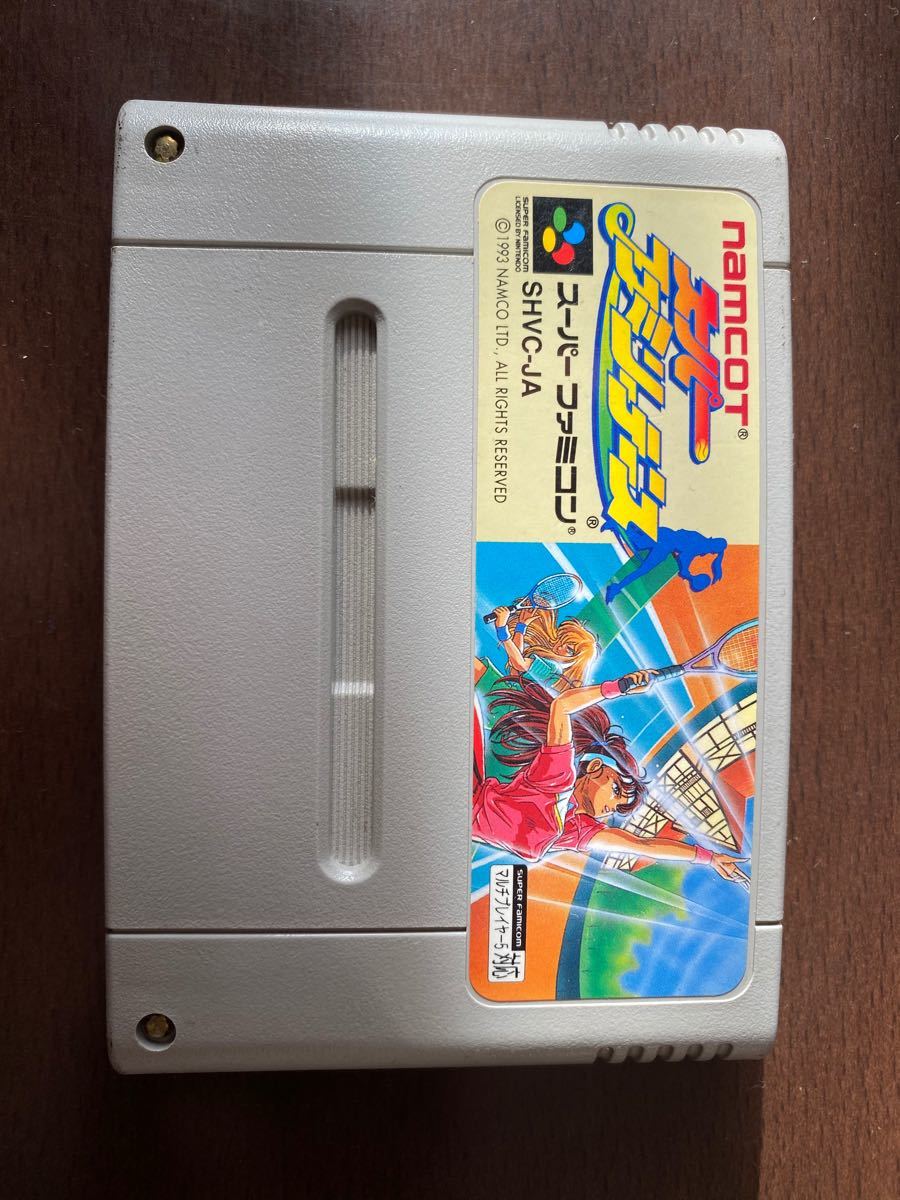 namcoT®
スーパー
ファミリーテニス
SUPER FAMICOM
LICENSED BY NINTENDO
スーパーファミコン®
®
SHVC-JA
© 1993 NAMCO LTD., ALL RIGHTS RESERVED
SUPER FAMICOM
マルチプレイヤー5対応